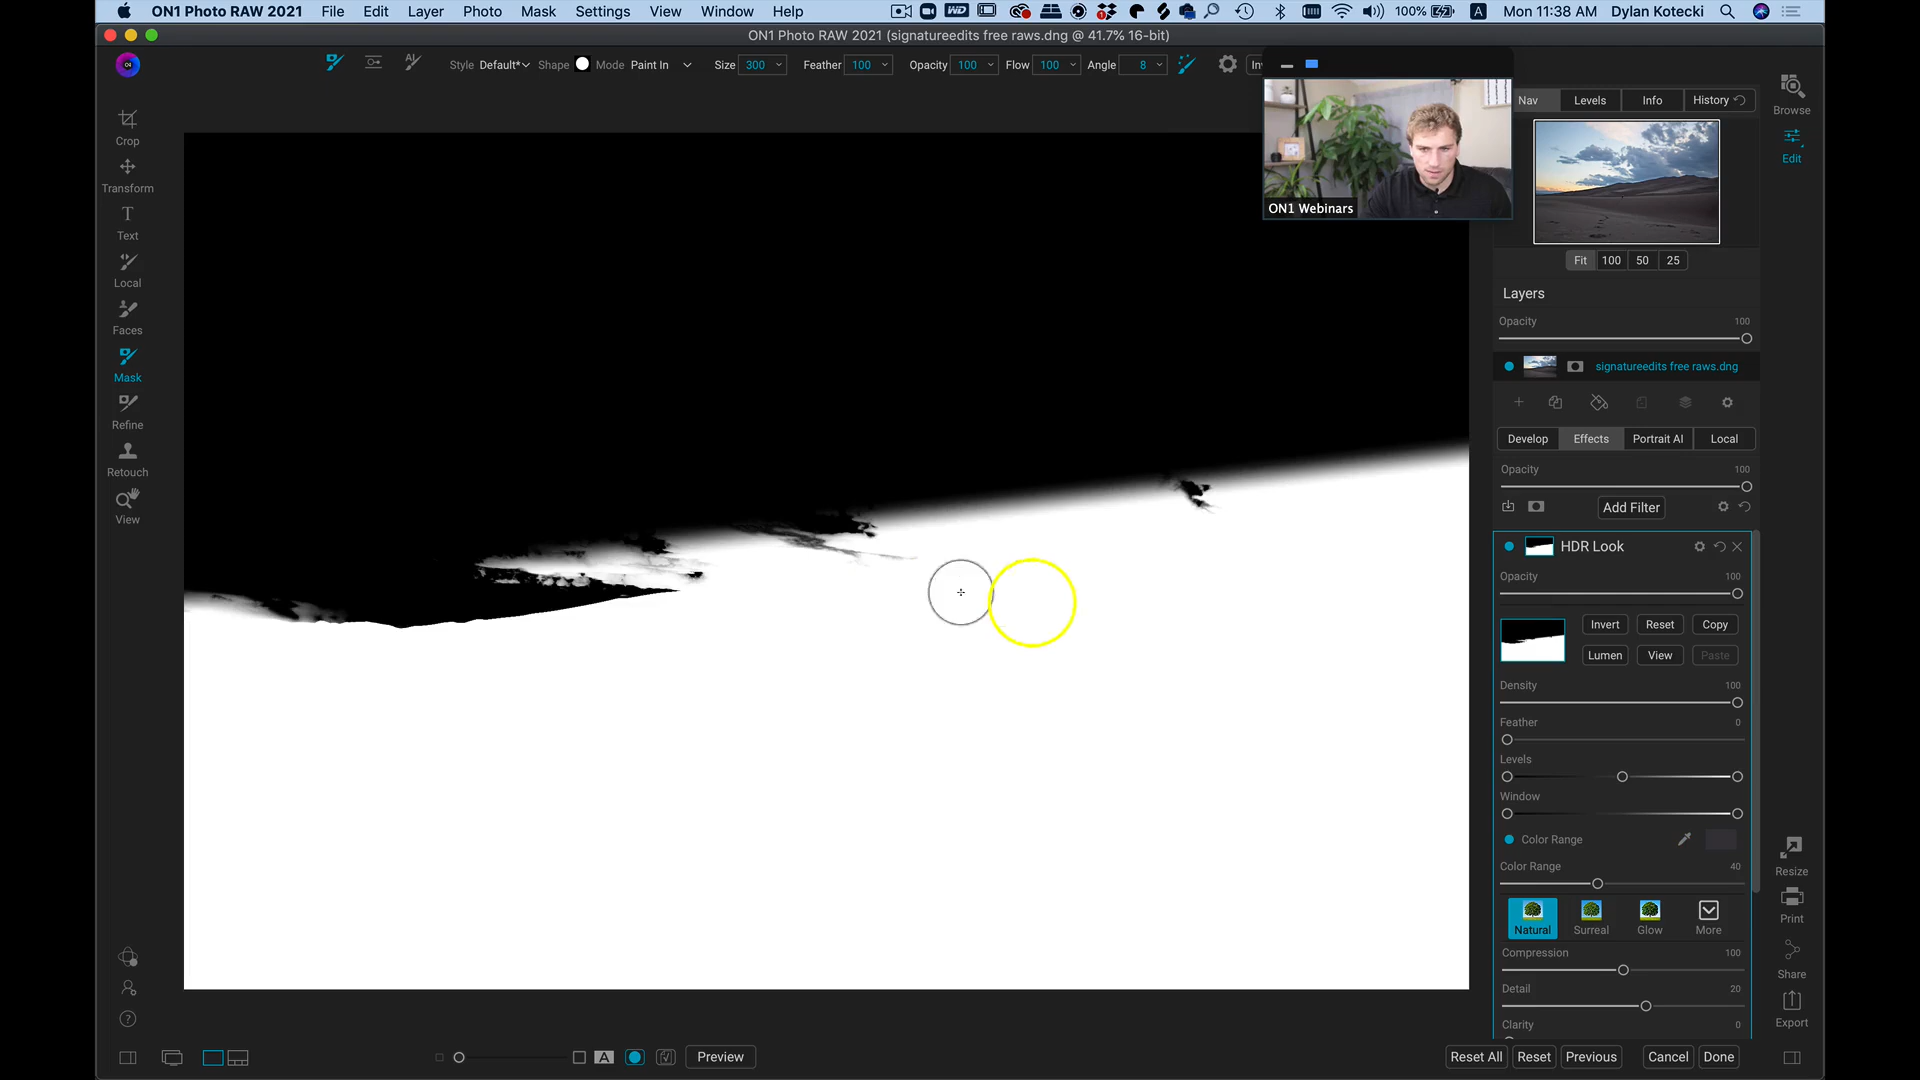 ON1 Photo RAW 2021 File Edit Layer Photo Mask Settings View Window Help 100% A Mon 11:38 AM Dylan Kotecki
ON1 Photo RAW 2021 (signatureedits free raws.dng @ 41.7% 16-bit)
Style Default* Shape Mode Paint In Size 300 Feather 100 Opacity 100 Flow 100 Angle 8
ON1 Webinars
Crop
Transform
Text
Local
Faces
Mask
Refine
Retouch
View
Nav Levels Info History
Fit 100 50 25
Browse
Edit
Layers
Opacity 100
signatureedits free raws.dng
Develop Effects Portrait AI Local
Opacity 100
Add Filter
HDR Look
Opacity 100
Invert Reset Copy
Lumen View Paste
Density 100
Feather 0
Levels
Window
Color Range
Color Range 40
Natural Surreal Glow More
Compression 100
Detail 20
Clarity 0
Resize
Print
Share
Export
A Preview
Reset All Reset Previous Cancel Done